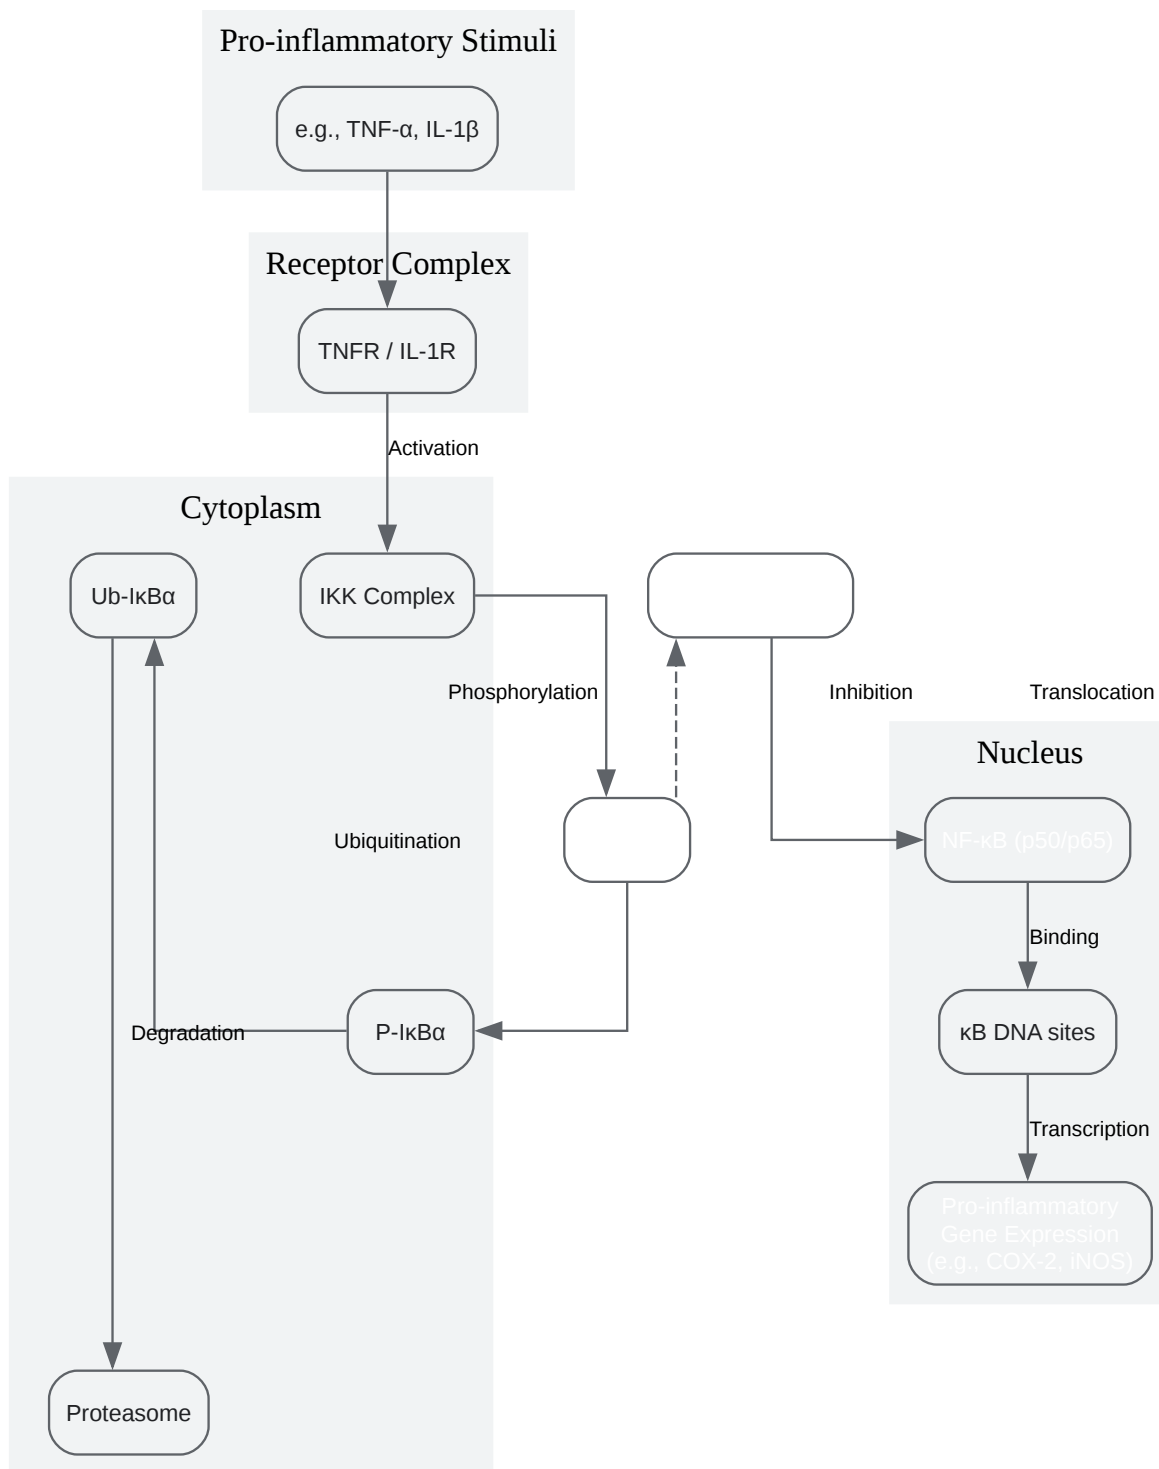 Pro-inflammatory Stimuli
e.g., TNF-α, IL-1β
Receptor Complex
TNFR / IL-1R
Activation
Cytoplasm
Ub-IκBα
IKK Complex
Phosphorylation
Inhibition
Translocation
Nucleus
NF-κB (p50/p65)
Ubiquitination
Binding
Degradation
P-IκBα
κB DNA sites
Transcription
Pro-inflammatory
Gene Expression
(e.g., COX-2, iNOS)
Proteasome